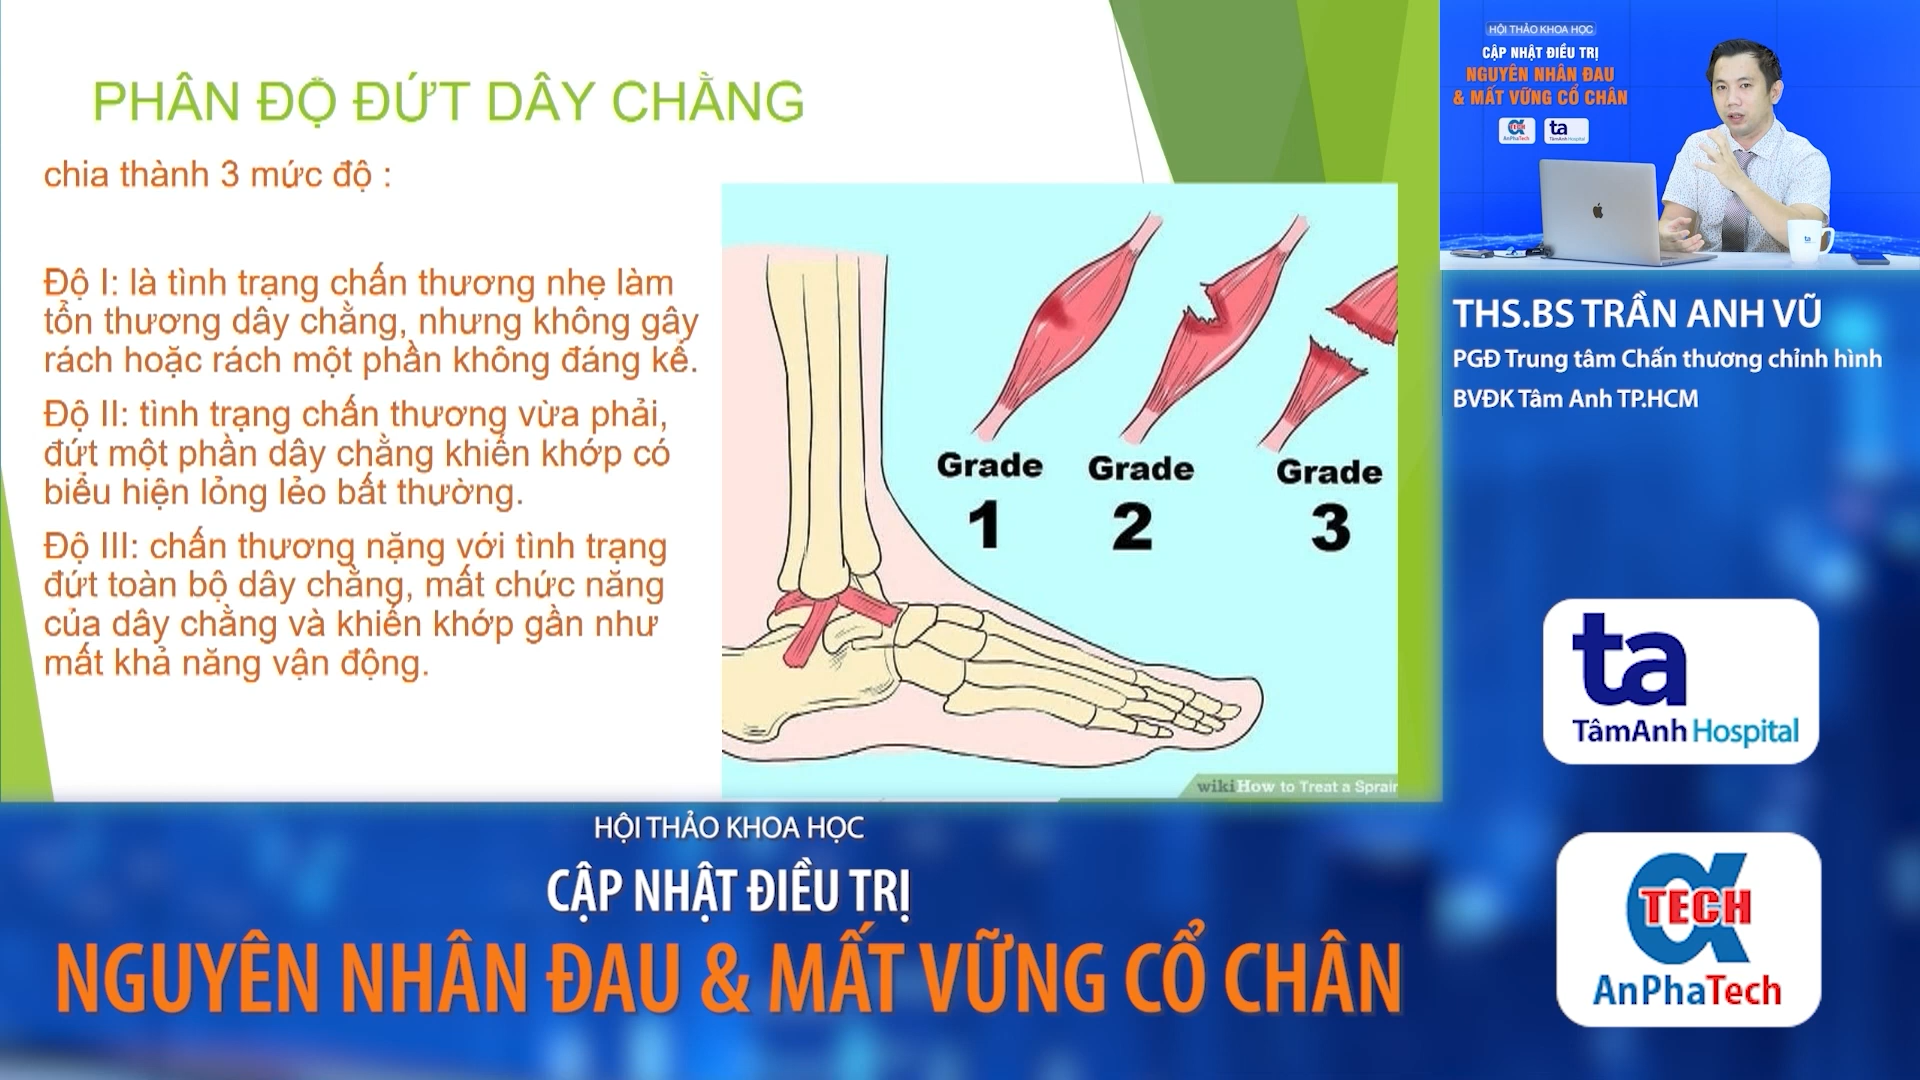 PHÂN ĐỘ ĐỨT DÂY CHẰNG
chia thành 3 mức độ :
Độ I: là tình trạng chấn thương nhẹ làm
tổn thương dây chằng, nhưng không gây
rách hoặc rách một phần không đáng kể.
Độ II: tình trạng chấn thương vừa phải,
đứt một phần dây chằng khiến khớp có
biểu hiện lỏng lẻo bất thường.
Độ III: chấn thương nặng với tình trạng
đứt toàn bộ dây chằng, mất chức năng
của dây chằng và khiến khớp gần như
mất khả năng vận động.
Grade
1
Grade
2
Grade
3
wikiHow to Treat a Sprain
HỘI THẢO KHOA HỌC
CẬP NHẬT ĐIỀU TRỊ
NGUYÊN NHÂN ĐAU
& MẤT VỮNG CỔ CHÂN
TECH
AnPhaTech
ta
TâmAnh Hospital
ta
THS.BS TRẦN ANH VŨ
PGĐ Trung tâm Chấn thương chỉnh hình
BVĐK Tâm Anh TP.HCM
ta
TâmAnh Hospital
TECH
AnPhaTech
HỘI THẢO KHOA HỌC
CẬP NHẬT ĐIỀU TRỊ
NGUYÊN NHÂN ĐAU & MẤT VỮNG CỔ CHÂN